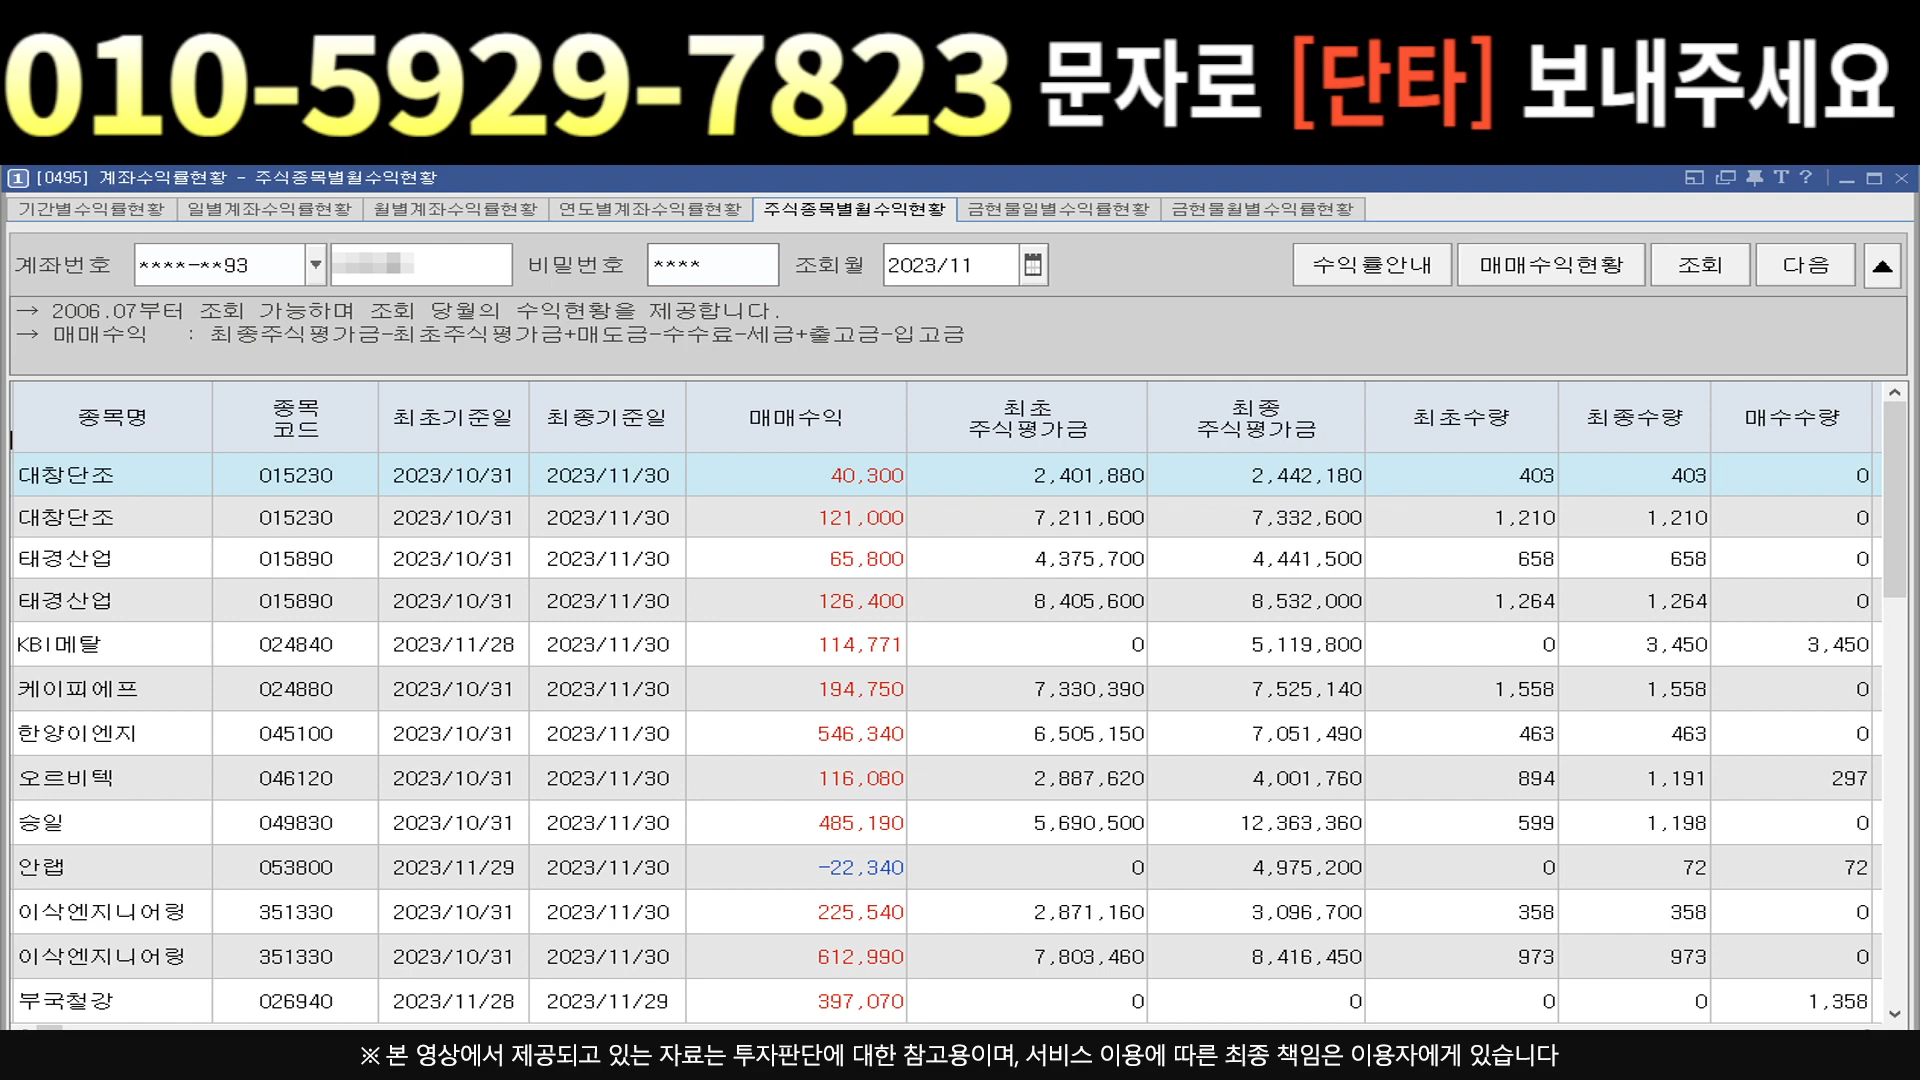 010-5929-7823 문자로 [단타] 보내주세요
1 [0495] 계좌수익률현황 - 주식종목별월수익현황 T ?
기간별수익률현황 일별계좌수익률현황 월별계좌수익률현황 연도별계좌수익률현황 주식종목별월수익현황 금현물일별수익률현황 금현물월별수익률현황
계좌번호 ****-**93 비밀번호 **** 조회월 2023/11 수익률안내 매매수익현황 조회 다음 ▲
→ 2006.07부터 조회 가능하며 조회 당월의 수익현황을 제공합니다.
→ 매매수익 : 최종주식평가금-최초주식평가금+매도금-수수료-세금+출고금-입고금
종목명 종목코드 최초기준일 최종기준일 매매수익 최초주식평가금 최종주식평가금 최초수량 최종수량 매수수량
대창단조 015230 2023/10/31 2023/11/30 40,300 2,401,880 2,442,180 403 403 0
대창단조 015230 2023/10/31 2023/11/30 121,000 7,211,600 7,332,600 1,210 1,210 0
태경산업 015890 2023/10/31 2023/11/30 65,800 4,375,700 4,441,500 658 658 0
태경산업 015890 2023/10/31 2023/11/30 126,400 8,405,600 8,532,000 1,264 1,264 0
KBI메탈 024840 2023/11/28 2023/11/30 114,771 0 5,119,800 0 3,450 3,450
케이피에프 024880 2023/10/31 2023/11/30 194,750 7,330,390 7,525,140 1,558 1,558 0
한양이엔지 045100 2023/10/31 2023/11/30 546,340 6,505,150 7,051,490 463 463 0
오르비텍 046120 2023/10/31 2023/11/30 116,080 2,887,620 4,001,760 894 1,191 297
승일 049830 2023/10/31 2023/11/30 485,190 5,690,500 12,363,360 599 1,198 0
안랩 053800 2023/11/29 2023/11/30 -22,340 0 4,975,200 0 72 72
이삭엔지니어링 351330 2023/10/31 2023/11/30 225,540 2,871,160 3,096,700 358 358 0
이삭엔지니어링 351330 2023/10/31 2023/11/30 612,990 7,803,460 8,416,450 973 973 0
부국철강 026940 2023/11/28 2023/11/29 397,070 0 0 0 0 1,358
※ 본 영상에서 제공되고 있는 자료는 투자판단에 대한 참고용이며, 서비스 이용에 따른 최종 책임은 이용자에게 있습니다